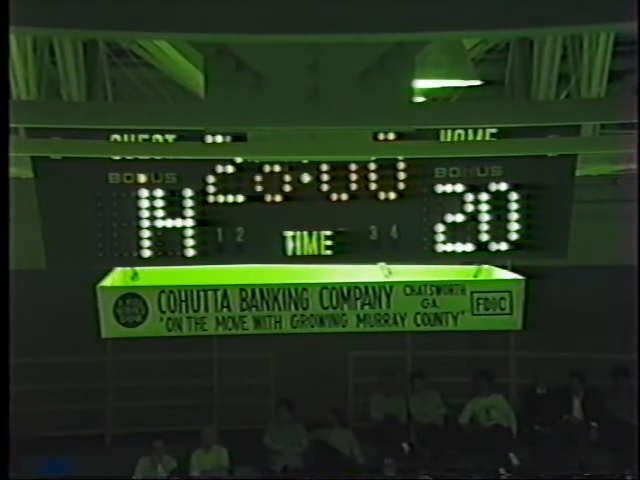 GUEST HOME
20:00
BONUS BONUS
14 20
1 2 TIME 3 4
COHUTTA BANKING COMPANY CHATSWORTH GA. FDIC
"ON THE MOVE WITH GROWING MURRAY COUNTY"